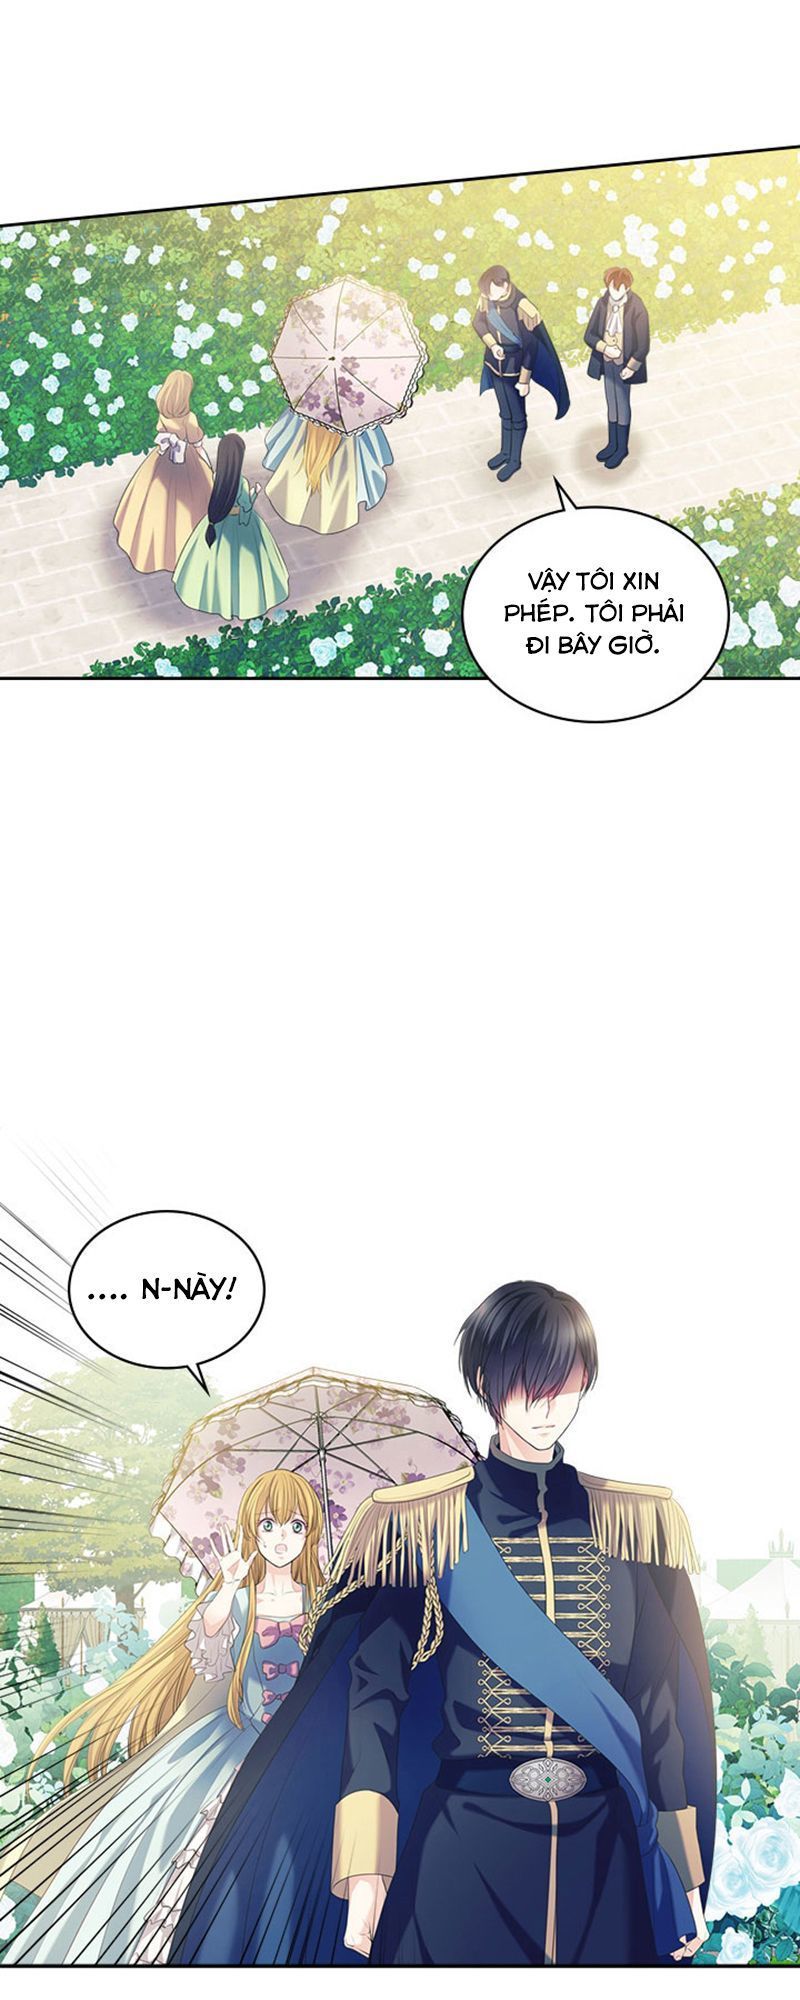 VẬY TÔI XIN
PHÉP. TÔI PHẢI
ĐI BÂY GIỜ.
.... N-NÀY!